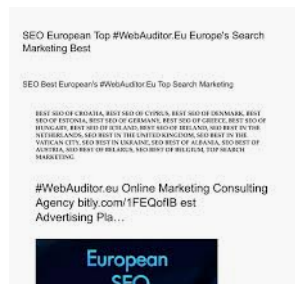 SEO European Top #WebAuditor.Eu Europe's Search
Marketing Best
SEO Best European's #WebAuditor.Eu Top Search Marketing
BEST SEO OF CROATIA, BEST SEO OF CYPRUS, BEST SEO OF DENMARK, BEST
SEO OF ESTONIA, BEST SEO OF GERMANY, BEST SEO OF GREECE, BEST SEO OF
HUNGARY, BEST SEO OF ICELAND, BEST SEO OF IRELAND, SEO BEST IN THE
NETHERLANDS, SEO BEST IN THE UNITED KINGDOM, SEO BEST IN THE
VATICAN CITY, SEO BEST IN UKRAINE, SEO BEST OF ALBANIA, SEO BEST OF
AUSTRIA, SEO BEST OF BELARUS, SEO BEST OF BELGIUM, TOP SEARCH
MARKETING
#WebAuditor.eu Online Marketing Consulting
Agency bitly.com/1FEQofIB est
Advertising Pla...
European
SEO